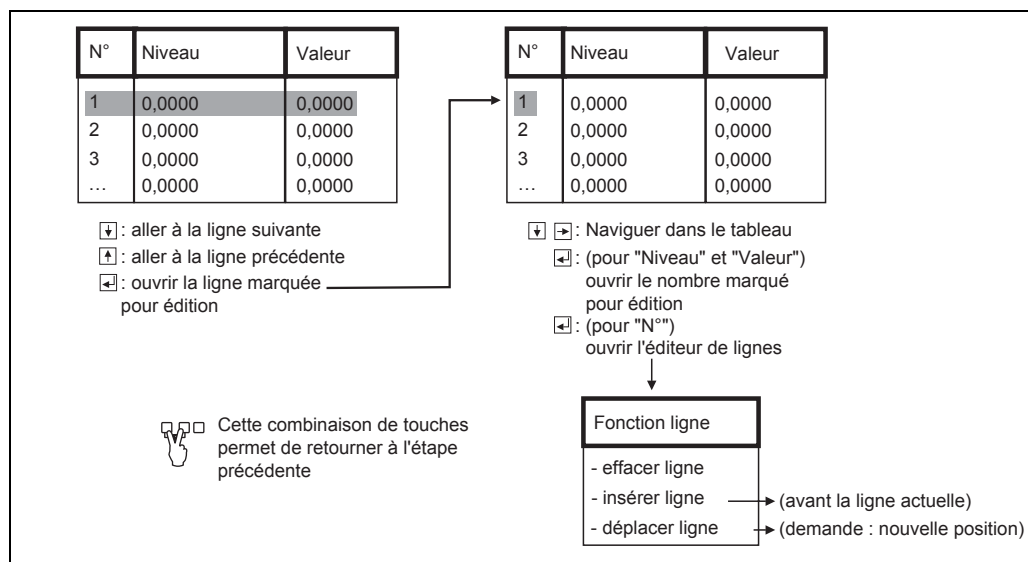 N° Niveau Valeur
1 0,0000 0,0000
2 0,0000 0,0000
3 0,0000 0,0000
… 0,0000 0,0000
↓ : aller à la ligne suivante
↑ : aller à la ligne précédente
↵ : ouvrir la ligne marquée
pour édition
N° Niveau Valeur
1 0,0000 0,0000
2 0,0000 0,0000
3 0,0000 0,0000
… 0,0000 0,0000
↓ → : Naviguer dans le tableau
↵ : (pour "Niveau" et "Valeur")
ouvrir le nombre marqué
pour édition
↵ : (pour "N°")
ouvrir l'éditeur de lignes
Cette combinaison de touches
permet de retourner à l'étape
précédente
Fonction ligne
- effacer ligne
- insérer ligne (avant la ligne actuelle)
- déplacer ligne (demande : nouvelle position)